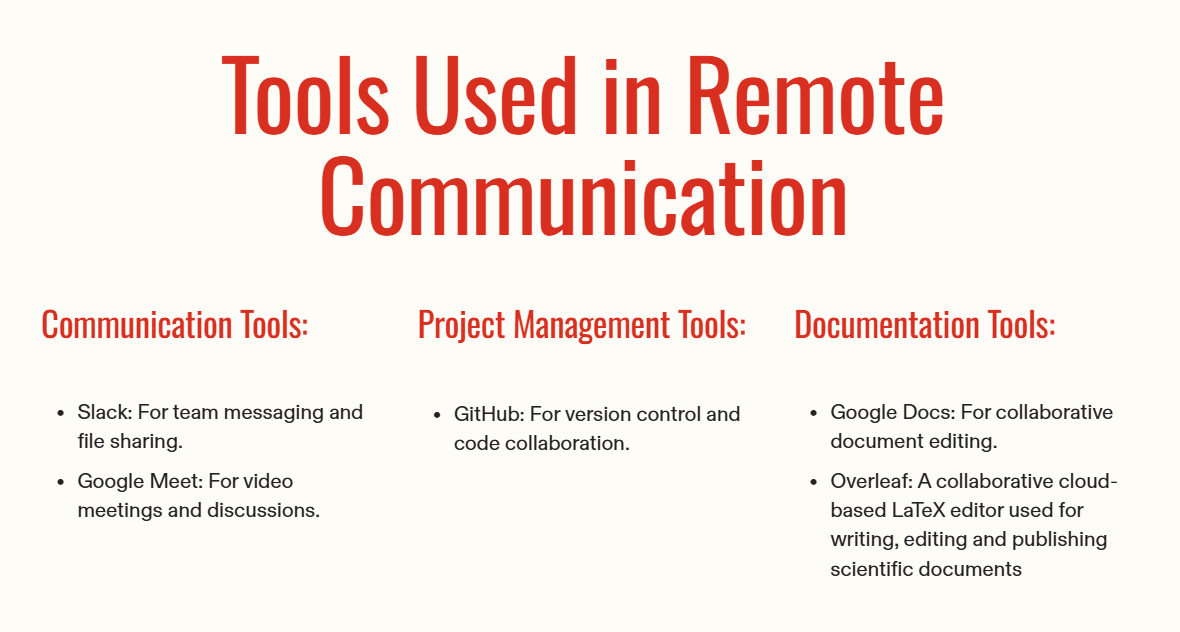 Tools Used in Remote
Communication
Communication Tools:
• Slack: For team messaging and
file sharing.
• Google Meet: For video
meetings and discussions.
Project Management Tools:
• GitHub: For version control and
code collaboration.
Documentation Tools:
• Google Docs: For collaborative
document editing.
• Overleaf: A collaborative cloud-
based LaTeX editor used for
writing, editing and publishing
scientific documents